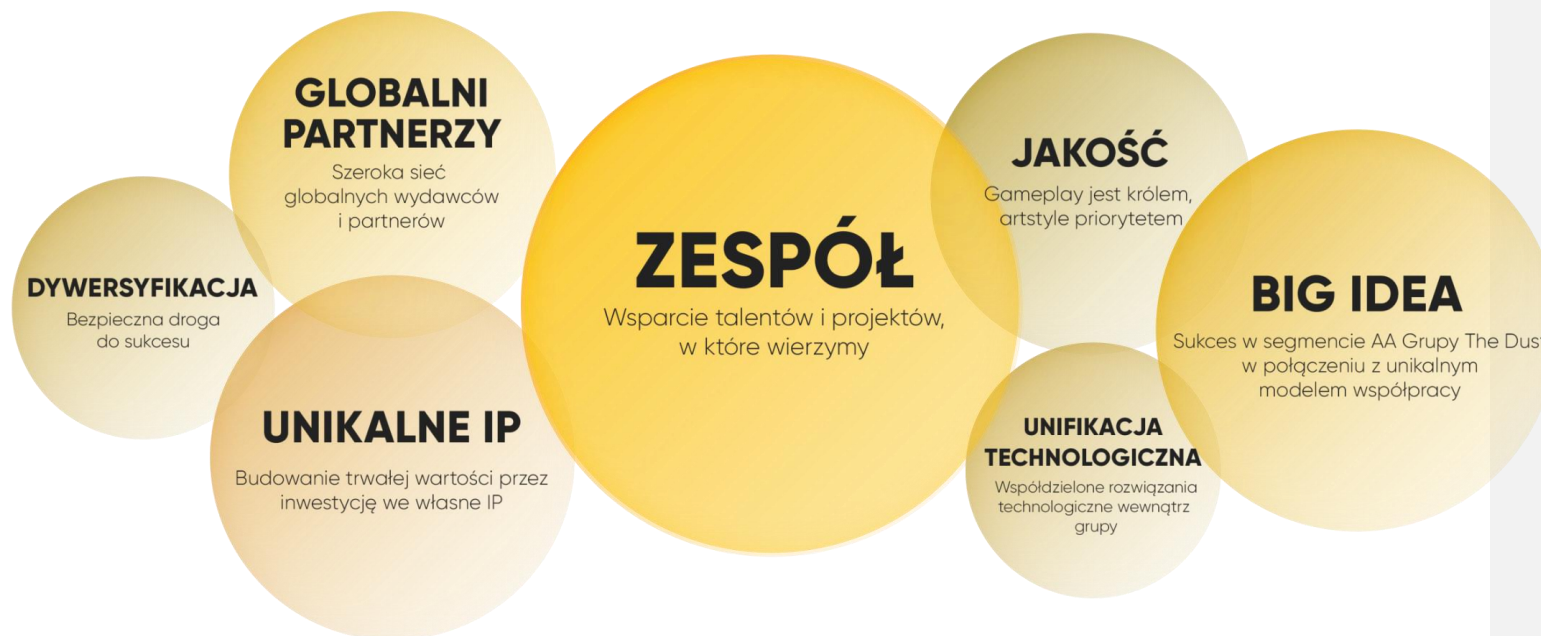 DYWERSYFIKACJA
Bezpieczna droga
do sukcesu
GLOBALNI
PARTNERZY
Szeroka sieć
globalnych wydawców
i partnerów
UNIKALNE IP
Budowanie trwałej wartości przez
inwestycję we własne IP
ZESPÓŁ
Wsparcie talentów i projektów,
w które wierzymy
JAKOŚĆ
Gameplay jest królem,
artstyle priorytetem
UNIFIKACJA
TECHNOLOGICZNA
Współdzielone rozwiązania
technologiczne wewnątrz
grupy
BIG IDEA
Sukces w segmencie AA Grupy The Dust
w połączeniu z unikalnym
modelem współpracy